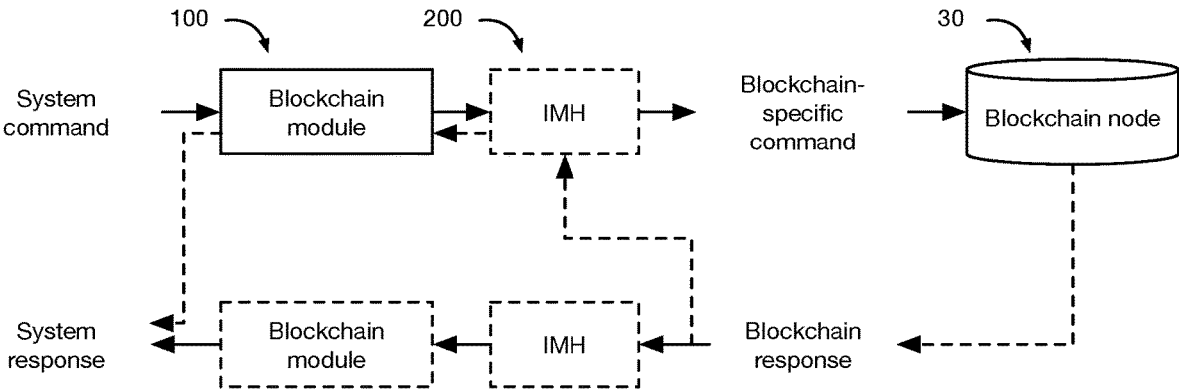 100
200
30
System
command
Blockchain
module
IMH
Blockchain-
specific
command
Blockchain node
System
response
Blockchain
module
IMH
Blockchain
response